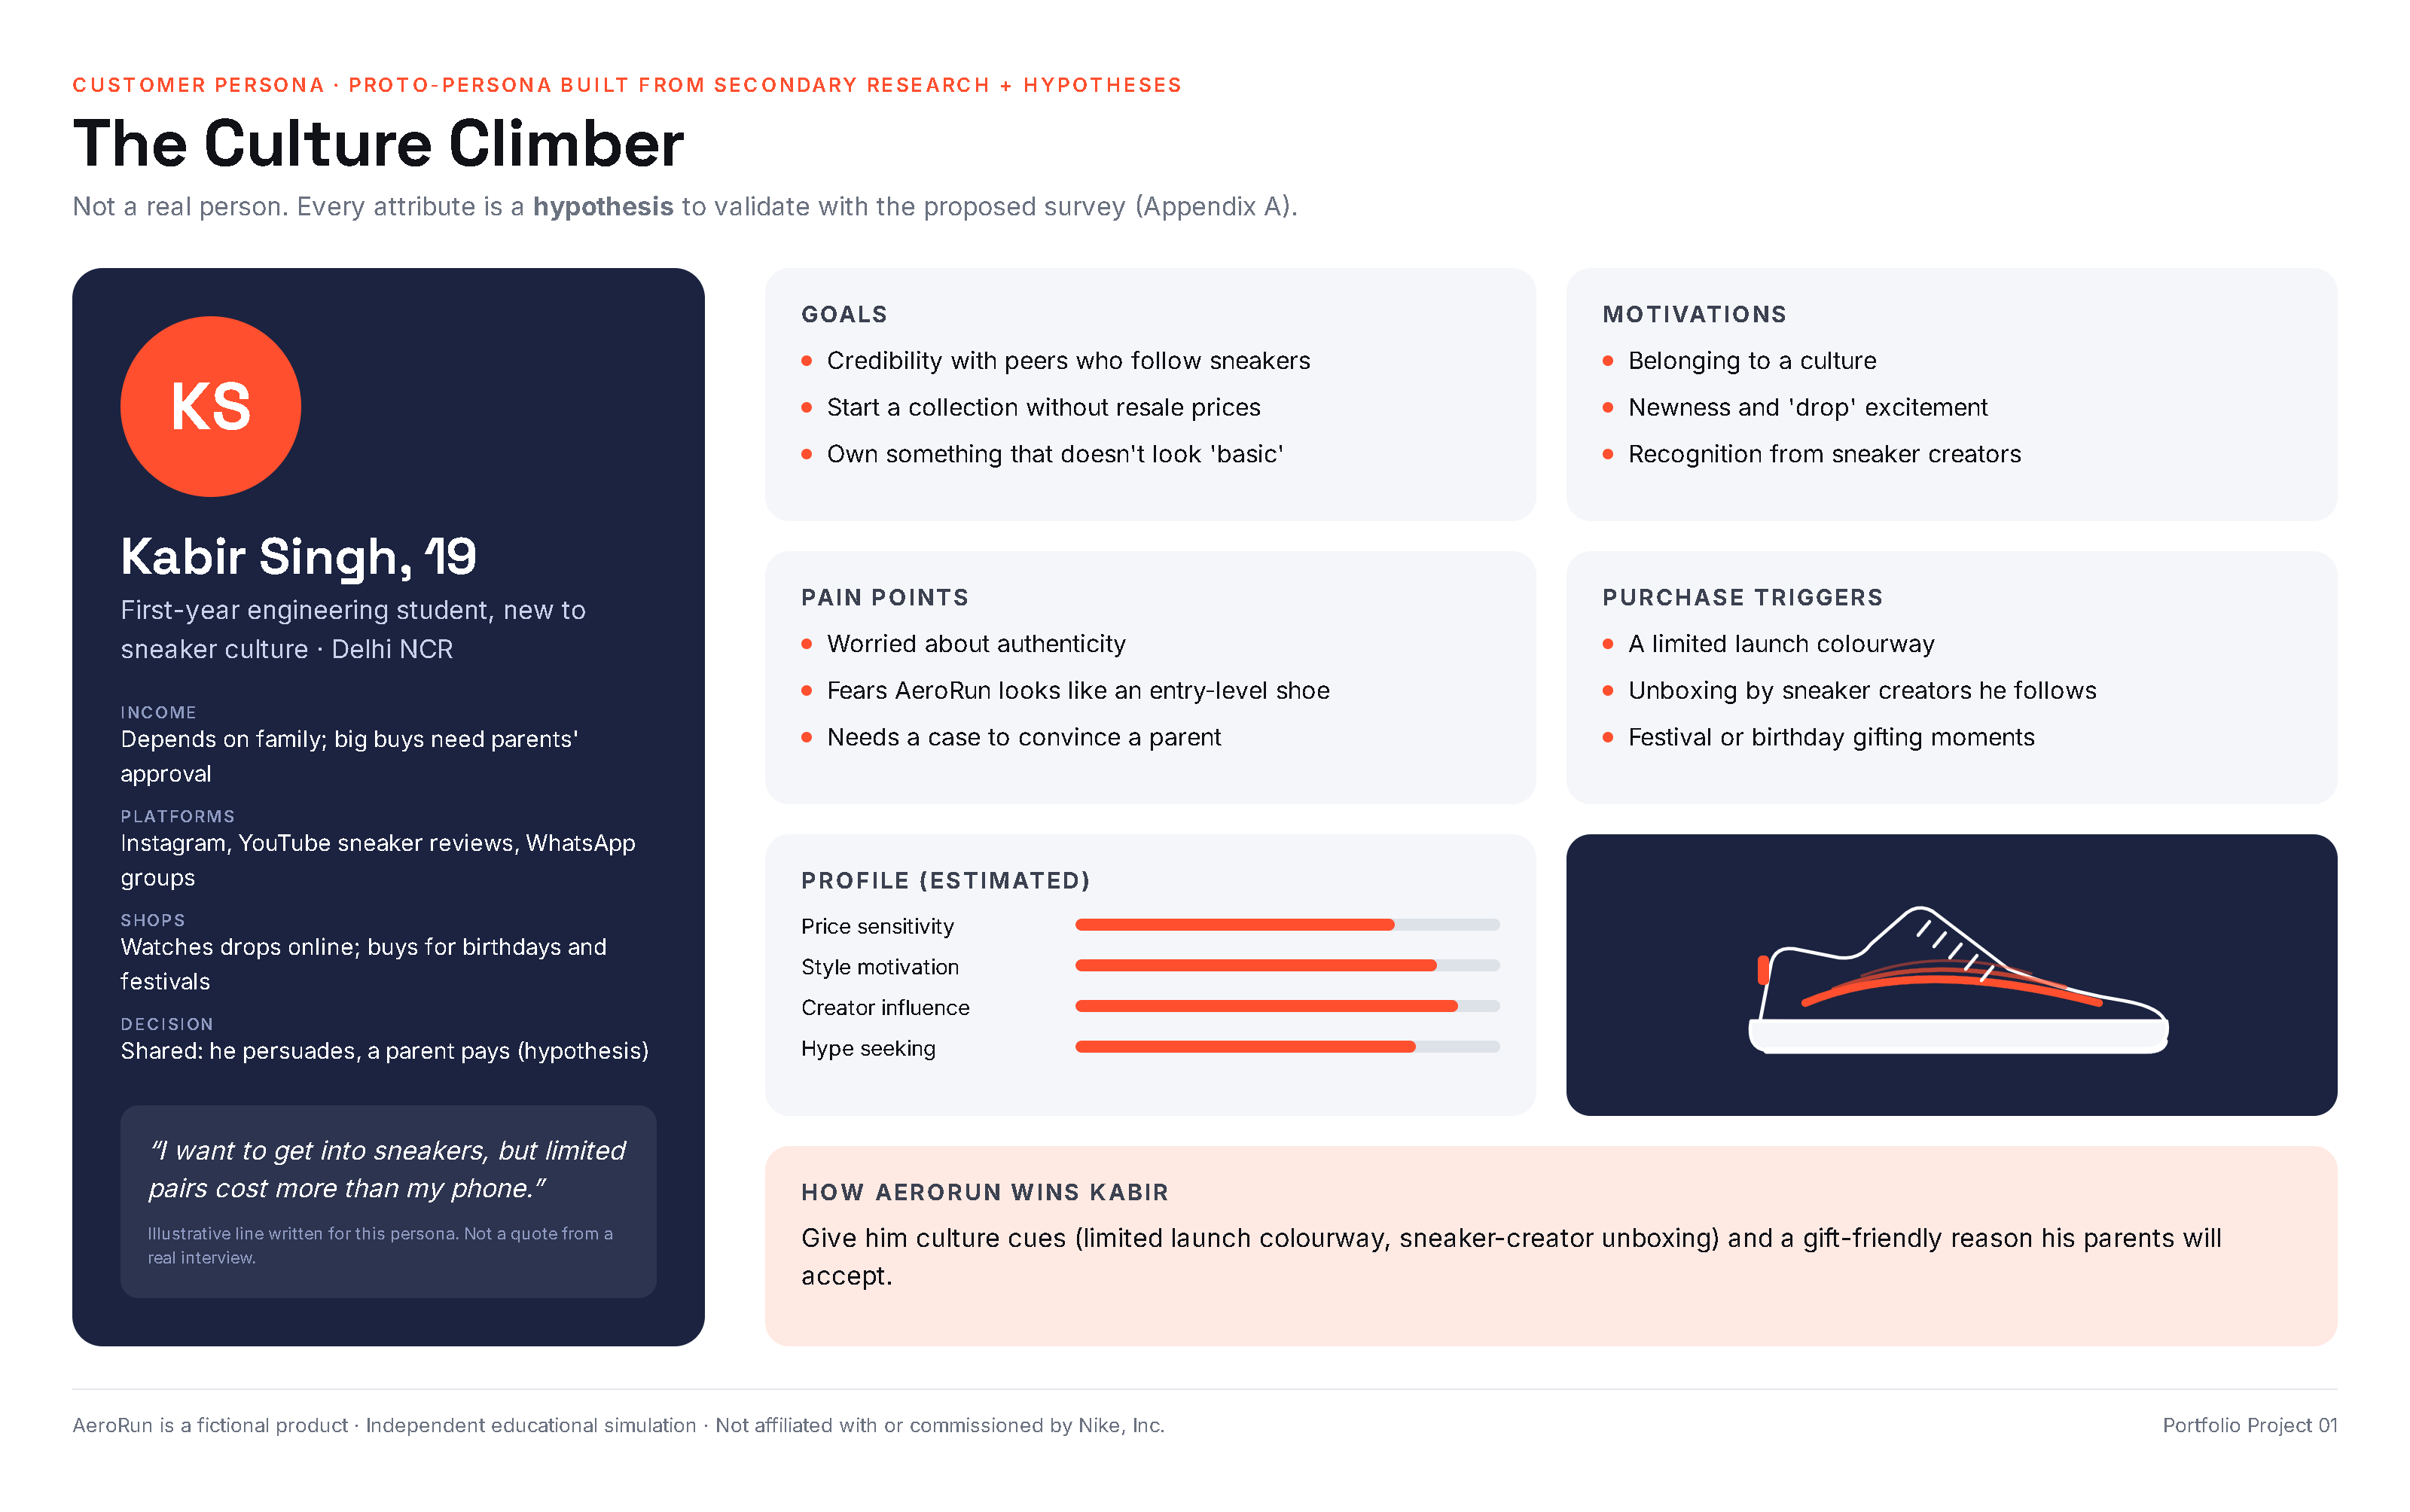 CUSTOMER PERSONA · PROTO-PERSONA BUILT FROM SECONDARY RESEARCH + HYPOTHESES
The Culture Climber
Not a real person. Every attribute is a hypothesis to validate with the proposed survey (Appendix A).
KS
Kabir Singh, 19
First-year engineering student, new to
sneaker culture · Delhi NCR
INCOME
Depends on family; big buys need parents'
approval
PLATFORMS
Instagram, YouTube sneaker reviews, WhatsApp
groups
SHOPS
Watches drops online; buys for birthdays and
festivals
DECISION
Shared: he persuades, a parent pays (hypothesis)
“I want to get into sneakers, but limited
pairs cost more than my phone.”
Illustrative line written for this persona. Not a quote from a
real interview.
GOALS
Credibility with peers who follow sneakers
Start a collection without resale prices
Own something that doesn't look 'basic'
MOTIVATIONS
Belonging to a culture
Newness and 'drop' excitement
Recognition from sneaker creators
PAIN POINTS
Worried about authenticity
Fears AeroRun looks like an entry-level shoe
Needs a case to convince a parent
PURCHASE TRIGGERS
A limited launch colourway
Unboxing by sneaker creators he follows
Festival or birthday gifting moments
PROFILE (ESTIMATED)
Price sensitivity
Style motivation
Creator influence
Hype seeking
HOW AERORUN WINS KABIR
Give him culture cues (limited launch colourway, sneaker-creator unboxing) and a gift-friendly reason his parents will
accept.
AeroRun is a fictional product · Independent educational simulation · Not affiliated with or commissioned by Nike, Inc.
Portfolio Project 01